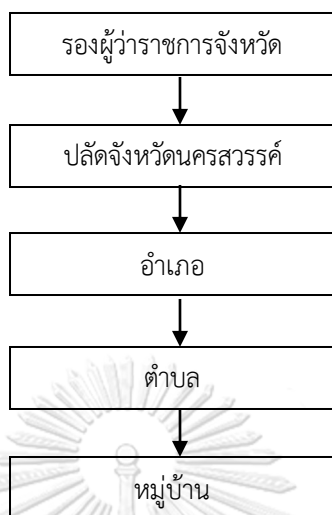 รองผู้ว่าราชการจังหวัด
ปลัดจังหวัดนครสวรรค์
อำเภอ
ตำบล
หมู่บ้าน